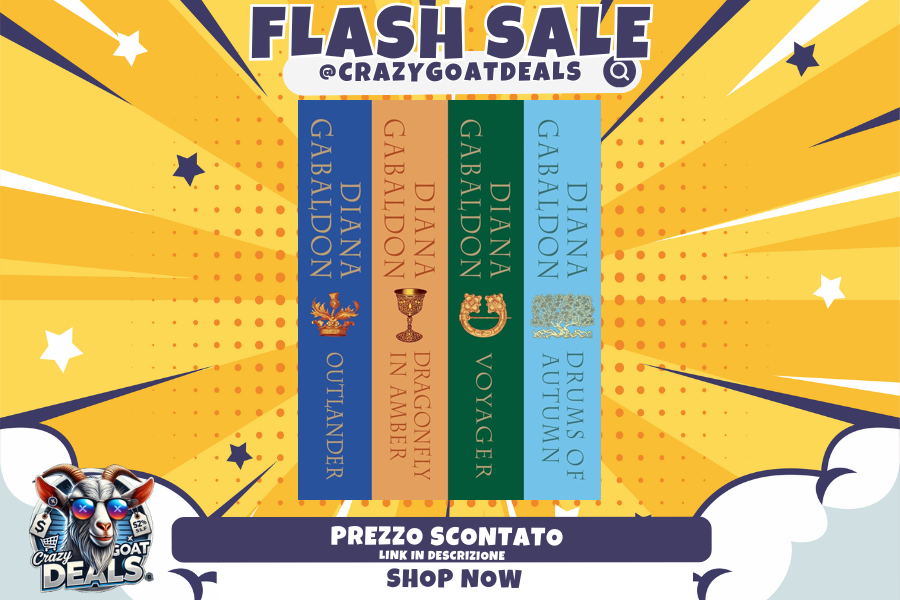 FLASH SALE
@CRAZYGOATDEALS
DIANA
GABALDON
OUTLANDER
DIANA
GABALDON
DRAGONFLY
IN AMBER
DIANA
GABALDON
VOYAGER
DIANA
GABALDON
DRUMS OF
AUTUMN
$
52%
Crazy
GOAT
DEALS
PREZZO SCONTATO
LINK IN DESCRIZIONE
SHOP NOW